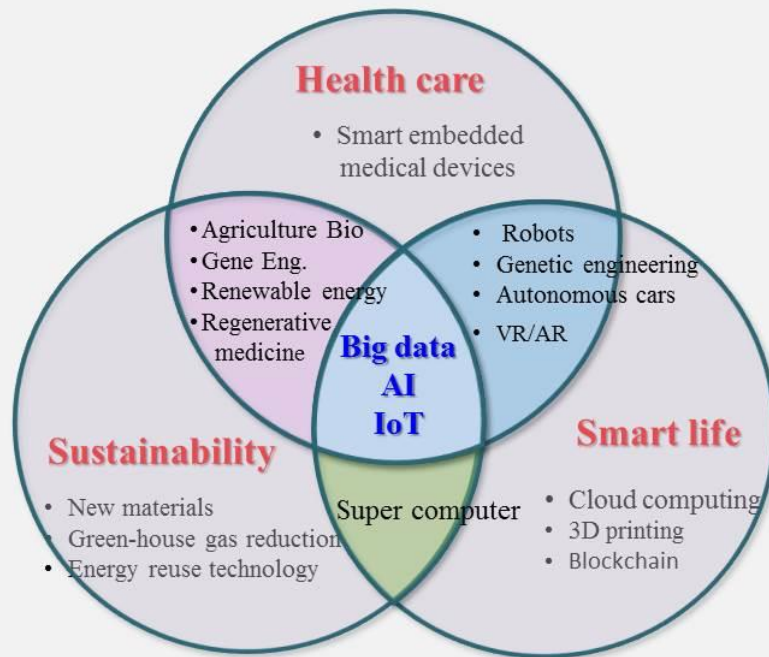 Health care
• Smart embedded
medical devices
• Agriculture Bio
• Gene Eng.
• Renewable energy
• Regenerative
medicine
• Robots
• Genetic engineering
• Autonomous cars
• VR/AR
Big data
AI
IoT
Sustainability
• New materials
• Green-house gas reduction
• Energy reuse technology
Super computer
Smart life
• Cloud computing
• 3D printing
• Blockchain